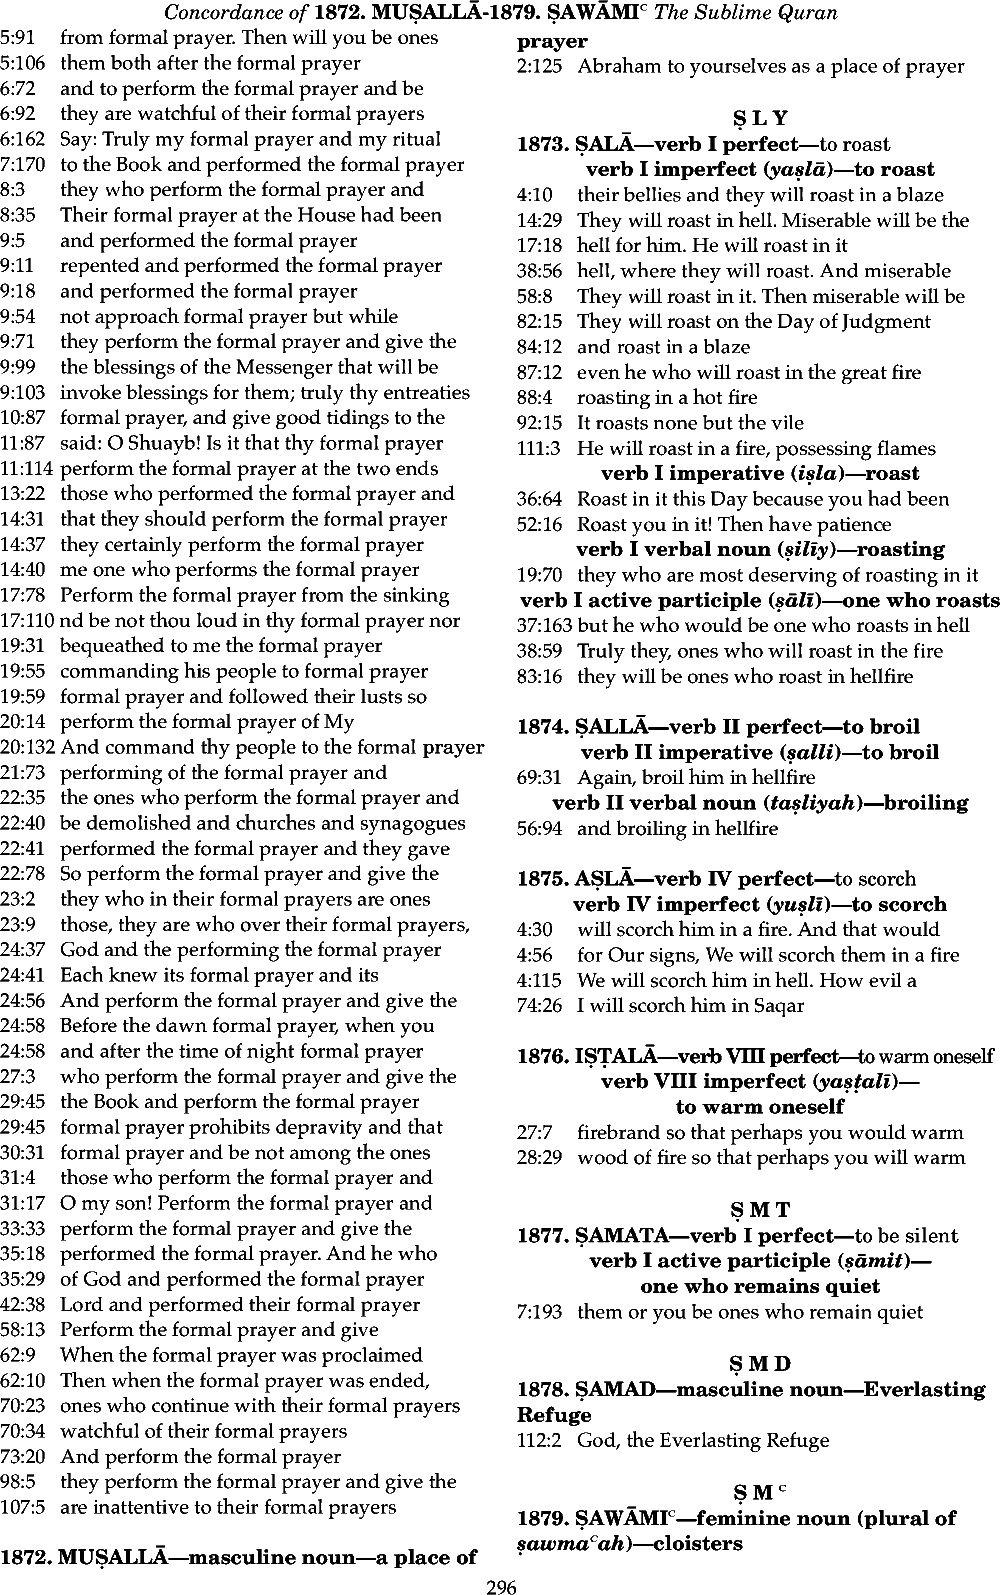 Concordance of 1872. MUṢALLĀ-1879. ṢAWĀMIᶜ The Sublime Quran
5:91 from formal prayer. Then will you be ones
5:106 them both after the formal prayer
6:72 and to perform the formal prayer and be
6:92 they are watchful of their formal prayers
6:162 Say: Truly my formal prayer and my ritual
7:170 to the Book and performed the formal prayer
8:3 they who perform the formal prayer and
8:35 Their formal prayer at the House had been
9:5 and performed the formal prayer
9:11 repented and performed the formal prayer
9:18 and performed the formal prayer
9:54 not approach formal prayer but while
9:71 they perform the formal prayer and give the
9:99 the blessings of the Messenger that will be
9:103 invoke blessings for them; truly thy entreaties
10:87 formal prayer, and give good tidings to the
11:87 said: O Shuayb! Is it that thy formal prayer
11:114 perform the formal prayer at the two ends
13:22 those who performed the formal prayer and
14:31 that they should perform the formal prayer
14:37 they certainly perform the formal prayer
14:40 me one who performs the formal prayer
17:78 Perform the formal prayer from the sinking
17:110 nd be not thou loud in thy formal prayer nor
19:31 bequeathed to me the formal prayer
19:55 commanding his people to formal prayer
19:59 formal prayer and followed their lusts so
20:14 perform the formal prayer of My
20:132 And command thy people to the formal prayer
21:73 performing of the formal prayer and
22:35 the ones who perform the formal prayer and
22:40 be demolished and churches and synagogues
22:41 performed the formal prayer and they gave
22:78 So perform the formal prayer and give the
23:2 they who in their formal prayers are ones
23:9 those, they are who over their formal prayers,
24:37 God and the performing the formal prayer
24:41 Each knew its formal prayer and its
24:56 And perform the formal prayer and give the
24:58 Before the dawn formal prayer, when you
24:58 and after the time of night formal prayer
27:3 who perform the formal prayer and give the
29:45 the Book and perform the formal prayer
29:45 formal prayer prohibits depravity and that
30:31 formal prayer and be not among the ones
31:4 those who perform the formal prayer and
31:17 O my son! Perform the formal prayer and
33:33 perform the formal prayer and give the
35:18 performed the formal prayer. And he who
35:29 of God and performed the formal prayer
42:38 Lord and performed their formal prayer
58:13 Perform the formal prayer and give
62:9 When the formal prayer was proclaimed
62:10 Then when the formal prayer was ended,
70:23 ones who continue with their formal prayers
70:34 watchful of their formal prayers
73:20 And perform the formal prayer
98:5 they perform the formal prayer and give the
107:5 are inattentive to their formal prayers
1872. MUṢALLĀ—masculine noun—a place of
prayer
2:125 Abraham to yourselves as a place of prayer
Ṣ L Y
1873. ṢALĀ—verb I perfect—to roast
verb I imperfect (yaṣlā)—to roast
4:10 their bellies and they will roast in a blaze
14:29 They will roast in hell. Miserable will be the
17:18 hell for him. He will roast in it
38:56 hell, where they will roast. And miserable
58:8 They will roast in it. Then miserable will be
82:15 They will roast on the Day of Judgment
84:12 and roast in a blaze
87:12 even he who will roast in the great fire
88:4 roasting in a hot fire
92:15 It roasts none but the vile
111:3 He will roast in a fire, possessing flames
verb I imperative (iṣla)—roast
36:64 Roast in it this Day because you had been
52:16 Roast you in it! Then have patience
verb I verbal noun (ṣilīy)—roasting
19:70 they who are most deserving of roasting in it
verb I active participle (ṣālī)—one who roasts
37:163 but he who would be one who roasts in hell
38:59 Truly they, ones who will roast in the fire
83:16 they will be ones who roast in hellfire
1874. ṢALLĀ—verb II perfect—to broil
verb II imperative (ṣalli)—to broil
69:31 Again, broil him in hellfire
verb II verbal noun (taṣliyah)—broiling
56:94 and broiling in hellfire
1875. AṢLĀ—verb IV perfect—to scorch
verb IV imperfect (yuṣlī)—to scorch
4:30 will scorch him in a fire. And that would
4:56 for Our signs, We will scorch them in a fire
4:115 We will scorch him in hell. How evil a
74:26 I will scorch him in Saqar
1876. IṢṬALĀ—verb VIII perfect—to warm oneself
verb VIII imperfect (yaṣṭalī)—
to warm oneself
27:7 firebrand so that perhaps you would warm
28:29 wood of fire so that perhaps you will warm
Ṣ M T
1877. ṢAMATA—verb I perfect—to be silent
verb I active participle (ṣāmit)—
one who remains quiet
7:193 them or you be ones who remain quiet
Ṣ M D
1878. ṢAMAD—masculine noun—Everlasting
Refuge
112:2 God, the Everlasting Refuge
Ṣ M ᶜ
1879. ṢAWĀMIᶜ—feminine noun (plural of
ṣawmaᶜah)—cloisters
296